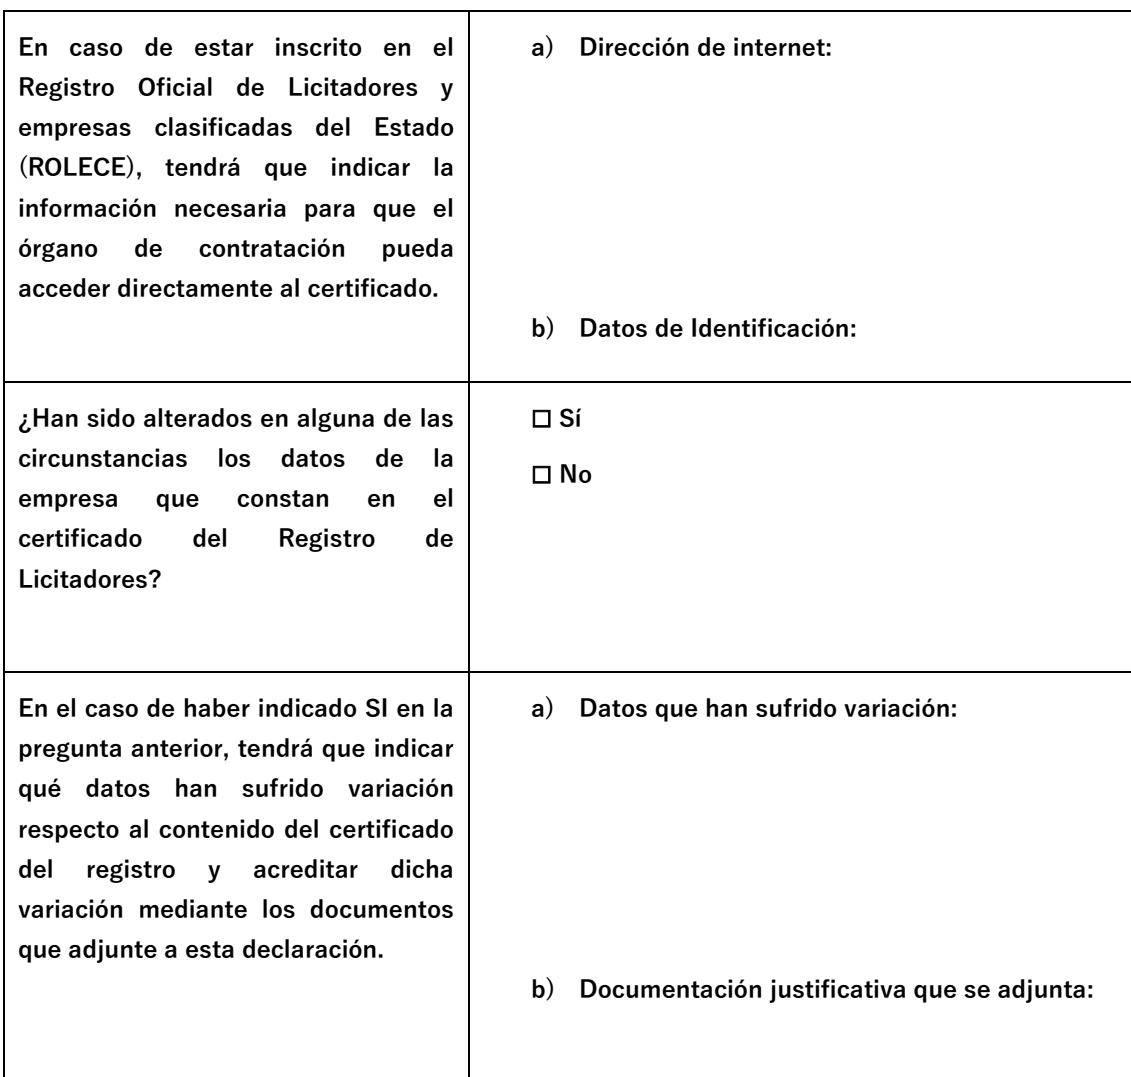 En caso de estar inscrito en el
Registro Oficial de Licitadores y
empresas clasificadas del Estado
(ROLECE), tendrá que indicar la
información necesaria para que el
órgano de contratación pueda
acceder directamente al certificado.
a) Dirección de internet:
b) Datos de Identificación:
¿Han sido alterados en alguna de las
circunstancias los datos de la
empresa que constan en el
certificado del Registro de
Licitadores?
☐ Sí
☐ No
En el caso de haber indicado SI en la
pregunta anterior, tendrá que indicar
qué datos han sufrido variación
respecto al contenido del certificado
del registro y acreditar dicha
variación mediante los documentos
que adjunte a esta declaración.
a) Datos que han sufrido variación:
b) Documentación justificativa que se adjunta: